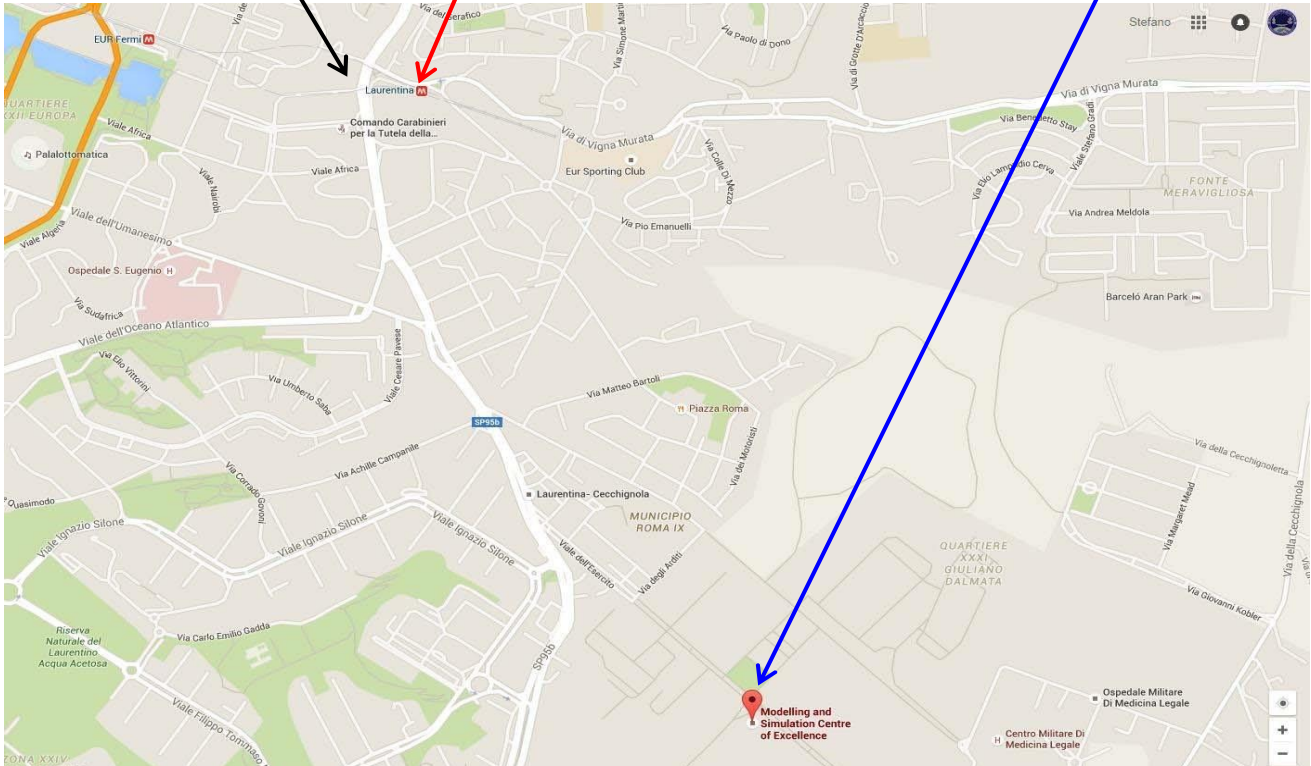 Via del Serafico
Stefano
EUR Fermi M
Via Simone Martini
Via Paolo di Dono
Via di Grotte D'Arcaccio
Laurentina M
Via di Vigna Murata
QUARTIERE
XXXII EUROPA
Viale Africa
Comando Carabinieri
per la Tutela della...
Via di Vigna Murata
Via Benedetto Stay
Viale Stefano Gradi
Palalottomatica
Viale Africa
Eur Sporting Club
Via Colle Di Mezzo
Via Elio Lampridio Cerva
FONTE
MERAVIGLIOSA
Viale Nairobi
Viale dell'Umanesimo
Viale Algeria
Via Pio Emanuelli
Via Andrea Meldola
Ospedale S. Eugenio H
Barceló Aran Park
Via Sudafrica
Viale dell'Oceano Atlantico
Via Elio Vittorini
Via Umberto Saba
Viale Cesare Pavese
Via Matteo Bartoli
Piazza Roma
SP95b
Via dei Motoristi
Via della Cecchignoletta
Via Achille Campanile
Via Corrado Govoni
Quasimodo
Laurentina- Cecchignola
Via Margaret Mead
Via della Cecchignola
MUNICIPIO
ROMA IX
Viale Ignazio Silone
Viale Ignazio Silone
Viale Ignazio Silone
QUARTIERE
XXXI
GIULIANO
DALMATA
Viale dell'Esercito
Via degli Arditi
Via Giovanni Kobler
Riserva
Naturale del
Laurentino
Acqua Acetosa
Via Carlo Emilio Gadda
SP95b
Viale Filippo Tommaso
Modelling and
Simulation Centre
of Excellence
Ospedale Militare
Di Medicina Legale
H Centro Militare Di
Medicina Legale
ZONA XXIV